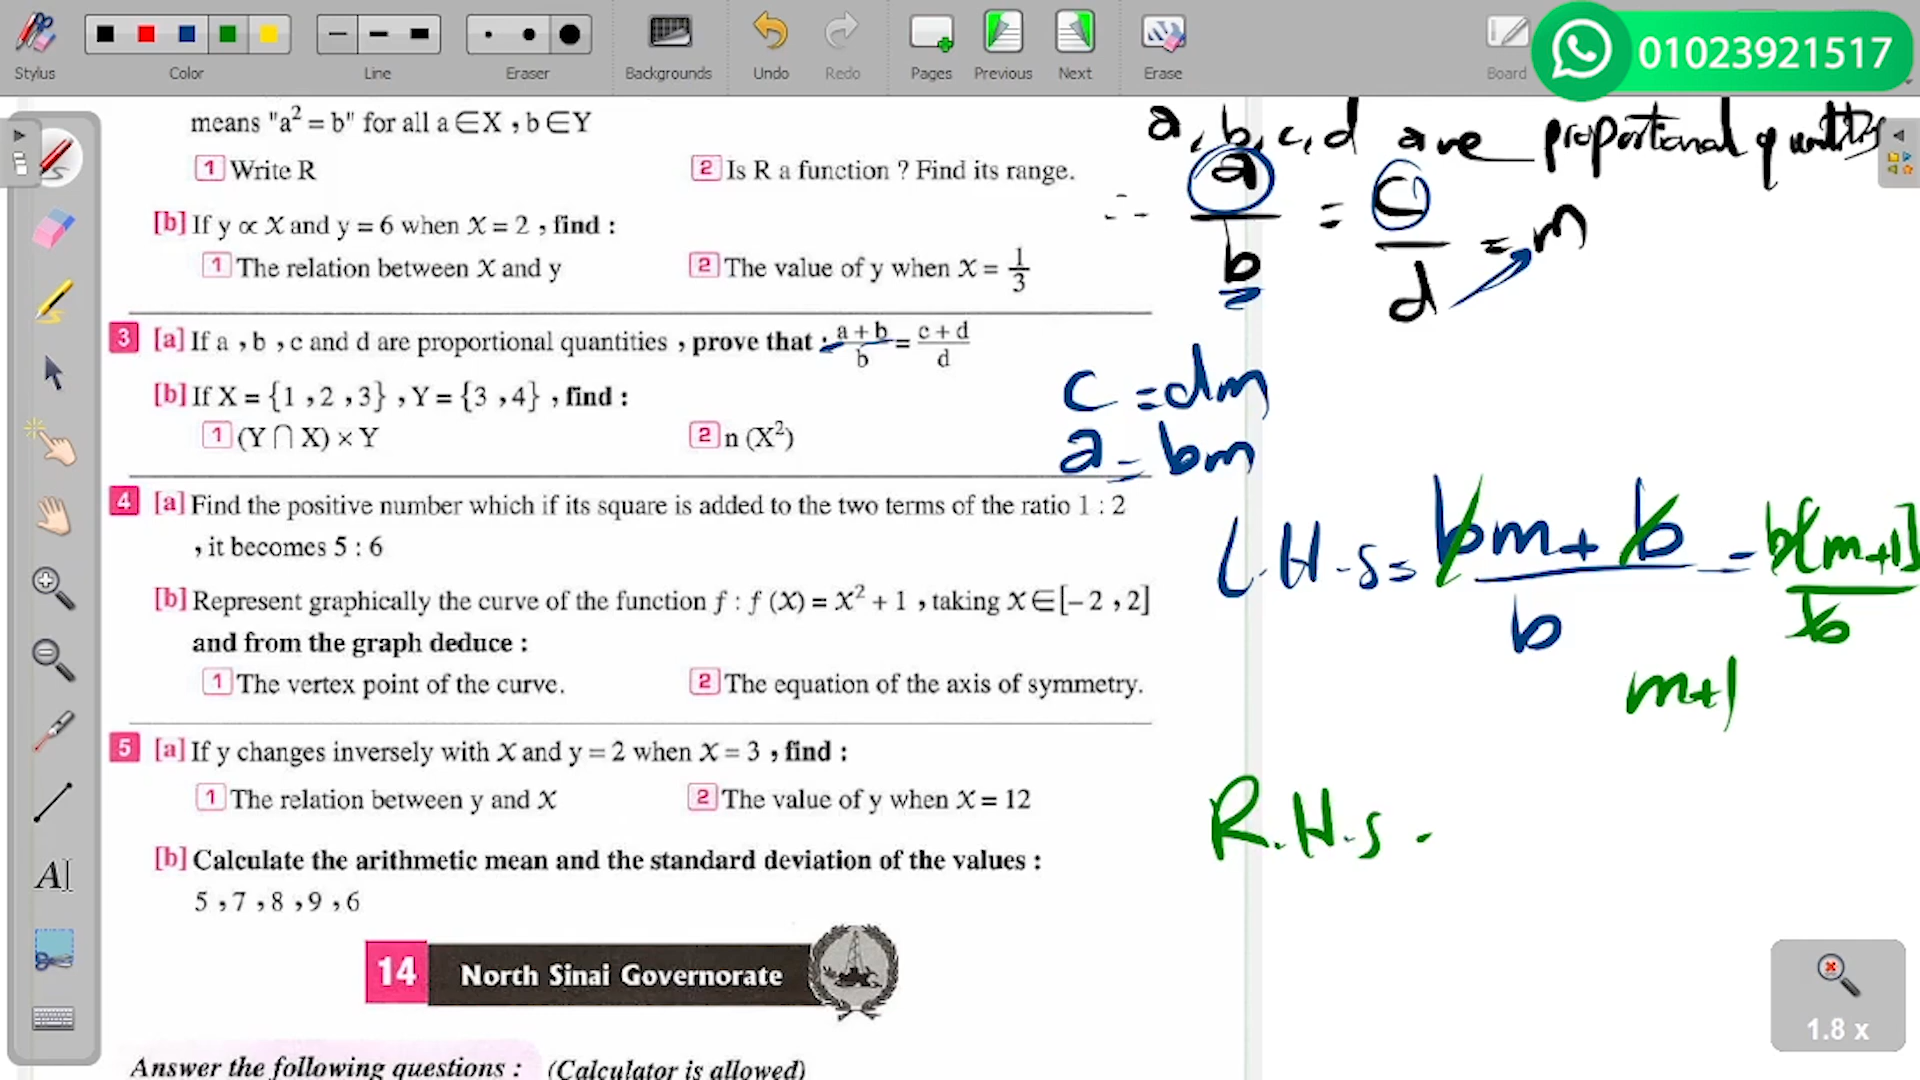 Stylus
Color
Line
Eraser
Backgrounds
Undo
Redo
Pages
Previous
Next
Erase
Board
01023921517
means "a² = b" for all a ∈ X , b ∈ Y
1 Write R
2 Is R a function ? Find its range.
[b] If y ∝ X and y = 6 when X = 2 , find :
1 The relation between X and y
2 The value of y when X = 1/3
3 [a] If a , b , c and d are proportional quantities , prove that : (a + b)/b = (c + d)/d
[b] If X = {1 , 2 , 3} , Y = {3 , 4} , find :
1 (Y ∩ X) × Y
2 n (X²)
4 [a] Find the positive number which if its square is added to the two terms of the ratio 1 : 2
, it becomes 5 : 6
[b] Represent graphically the curve of the function f : f (X) = X² + 1 , taking X ∈ [– 2 , 2]
and from the graph deduce :
1 The vertex point of the curve.
2 The equation of the axis of symmetry.
5 [a] If y changes inversely with X and y = 2 when X = 3 , find :
1 The relation between y and X
2 The value of y when X = 12
[b] Calculate the arithmetic mean and the standard deviation of the values :
5 , 7 , 8 , 9 , 6
14 North Sinai Governorate
Answer the following questions : (Calculator is allowed)
a, b, c, d are proportional quantities
∴ a/b = c/d = m
c = dm
a = bm
L.H.S = (bm + b)/b = b[m+1]/b
m+1
R.H.S
A
1.8 x